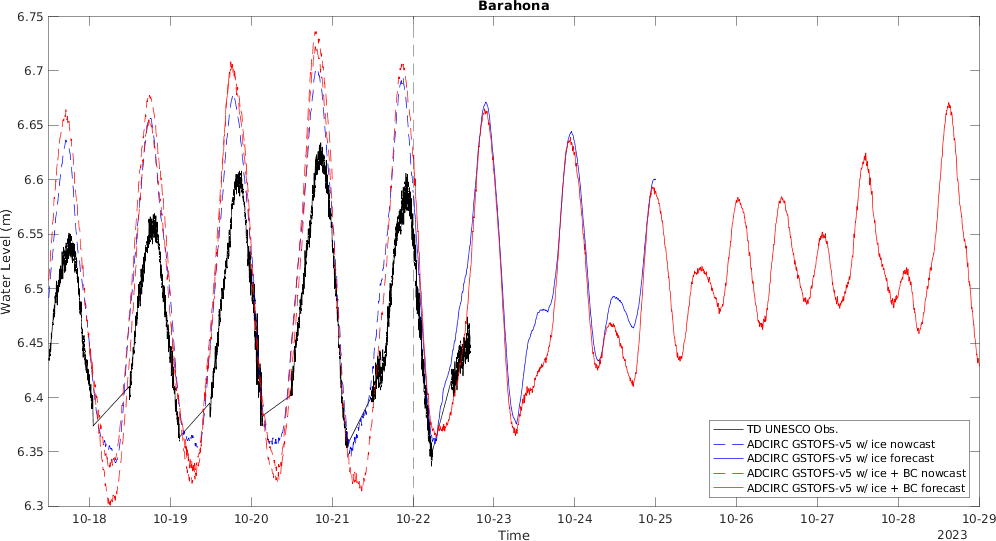 Barahona
6.75
6.7
6.65
6.6
6.55
6.5
6.45
6.4
6.35
6.3
Water Level (m)
TD UNESCO Obs.
ADCIRC GSTOFS-v5 w/ ice nowcast
ADCIRC GSTOFS-v5 w/ ice forecast
ADCIRC GSTOFS-v5 w/ ice + BC nowcast
ADCIRC GSTOFS-v5 w/ ice + BC forecast
10-18 10-19 10-20 10-21 10-22 10-23 10-24 10-25 10-26 10-27 10-28 10-29
Time
2023